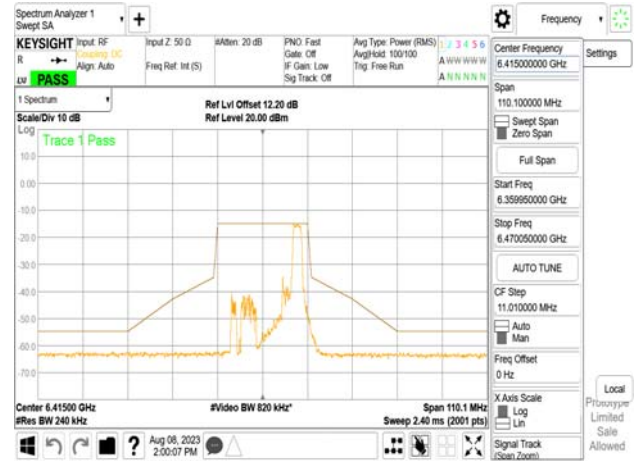 Spectrum Analyzer 1
Swept SA
+
Frequency
KEYSIGHT
R
LV
PASS
Input: RF
Coupling: DC
Align: Auto
Input Z: 50 Ω
Freq Ref: Int (S)
#Atten: 20 dB
PNO: Fast
Gate: Off
IF Gain: Low
Sig Track: Off
Avg Type: Power (RMS)
Avg|Hold: 100/100
Trig: Free Run
1 2 3 4 5 6
A W W W W W
A N N N N N
1 Spectrum
Scale/Div 10 dB
Ref Lvl Offset 12.20 dB
Ref Level 20.00 dBm
Log
Trace 1 Pass
10.0
0.00
-10.0
-20.0
-30.0
-40.0
-50.0
-60.0
-70.0
Center 6.41500 GHz
#Res BW 240 kHz
#Video BW 820 kHz*
Span 110.1 MHz
Sweep 2.40 ms (2001 pts)
Aug 08, 2023
2:00:07 PM
?
Center Frequency
6.415000000 GHz
Settings
Span
110.100000 MHz
Swept Span
Zero Span
Full Span
Start Freq
6.359950000 GHz
Stop Freq
6.470050000 GHz
AUTO TUNE
CF Step
11.010000 MHz
Auto
Man
Freq Offset
0 Hz
X Axis Scale
Log
Lin
Signal Track
(Span Zoom)
Local
Prototype
Limited
Sale
Allowed